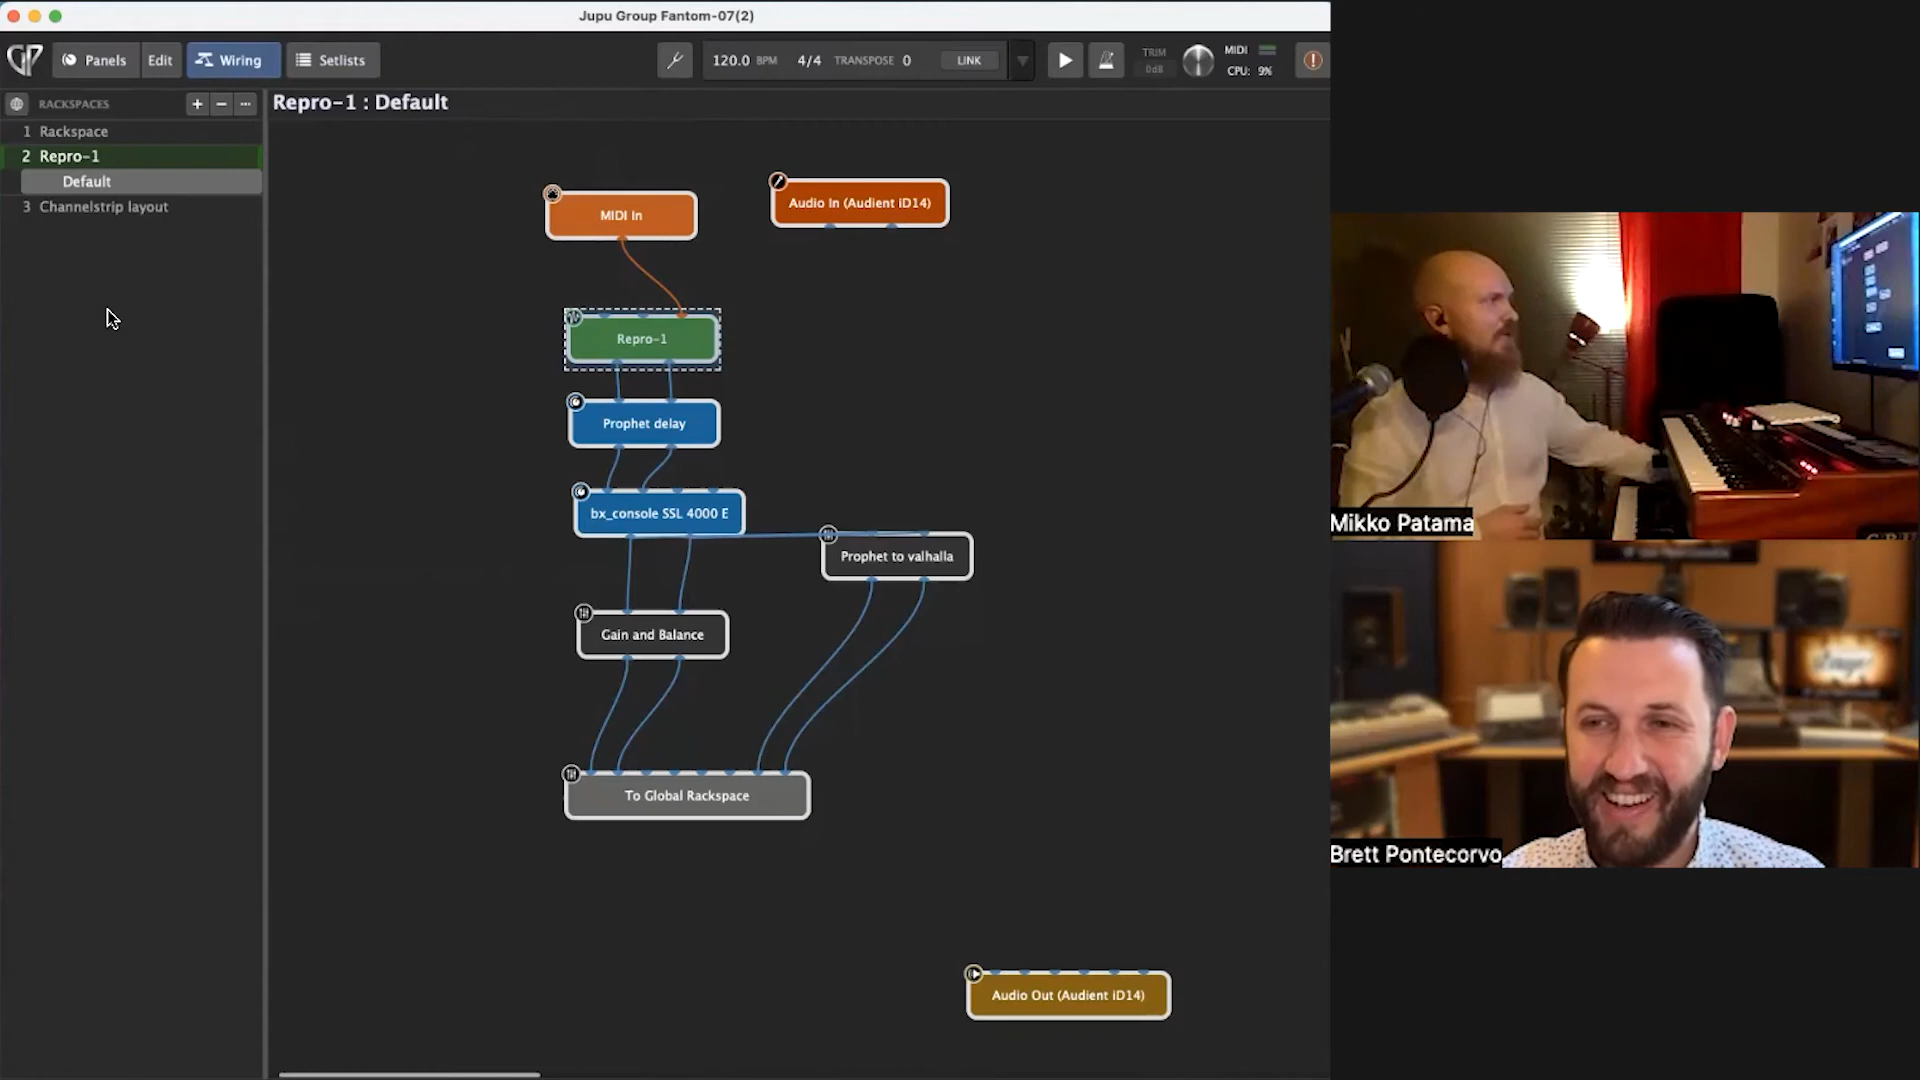 Jupu Group Fantom-07(2)
GP Panels Edit Wiring Setlists 120.0 BPM 4/4 TRANSPOSE 0 LINK TRIM 0dB MIDI CPU: 9%
RACKSPACES + − ...
Repro-1 : Default
1 Rackspace
2 Repro-1
Default
3 Channelstrip layout
MIDI In
Audio In (Audient iD14)
Repro-1
Prophet delay
bx_console SSL 4000 E
Prophet to valhalla
Gain and Balance
To Global Rackspace
Audio Out (Audient iD14)
Mikko Patama
Brett Pontecorvo